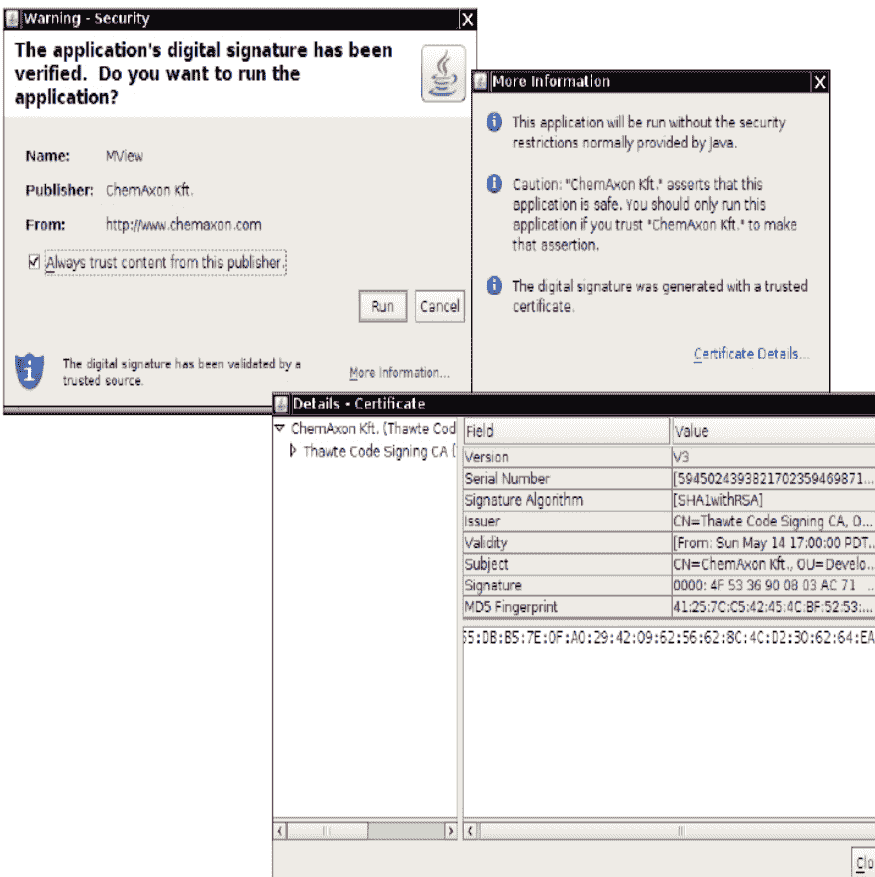 Warning - Security
The application's digital signature has been
verified. Do you want to run the
application?
Name: MView
Publisher: ChemAxon Kft.
From: http://www.chemaxon.com
Always trust content from this publisher.
Run Cancel
The digital signature has been validated by a
trusted source.
More Information...
More Information
This application will be run without the security
restrictions normally provided by Java.
Caution: "ChemAxon Kft." asserts that this
application is safe. You should only run this
application if you trust "ChemAxon Kft." to make
that assertion.
The digital signature was generated with a trusted
certificate.
Certificate Details...
Details - Certificate
ChemAxon Kft. (Thawte Cod
Thawte Code Signing CA (
Field Value
Version V3
Serial Number [5945024393821702359469871...
Signature Algorithm [SHA1withRSA]
Issuer CN=Thawte Code Signing CA, O...
Validity [From: Sun May 14 17:00:00 PDT...
Subject CN=ChemAxon Kft., OU=Develo...
Signature 0000: 4F 53 36 90 08 03 AC 71 ...
MD5 Fingerprint 41:25:7C:C5:42:45:4C:BF:52:53:...
55:DB:B5:7E:0F:A0:29:42:09:62:56:62:8C:4C:D2:30:62:64:EA
Clo